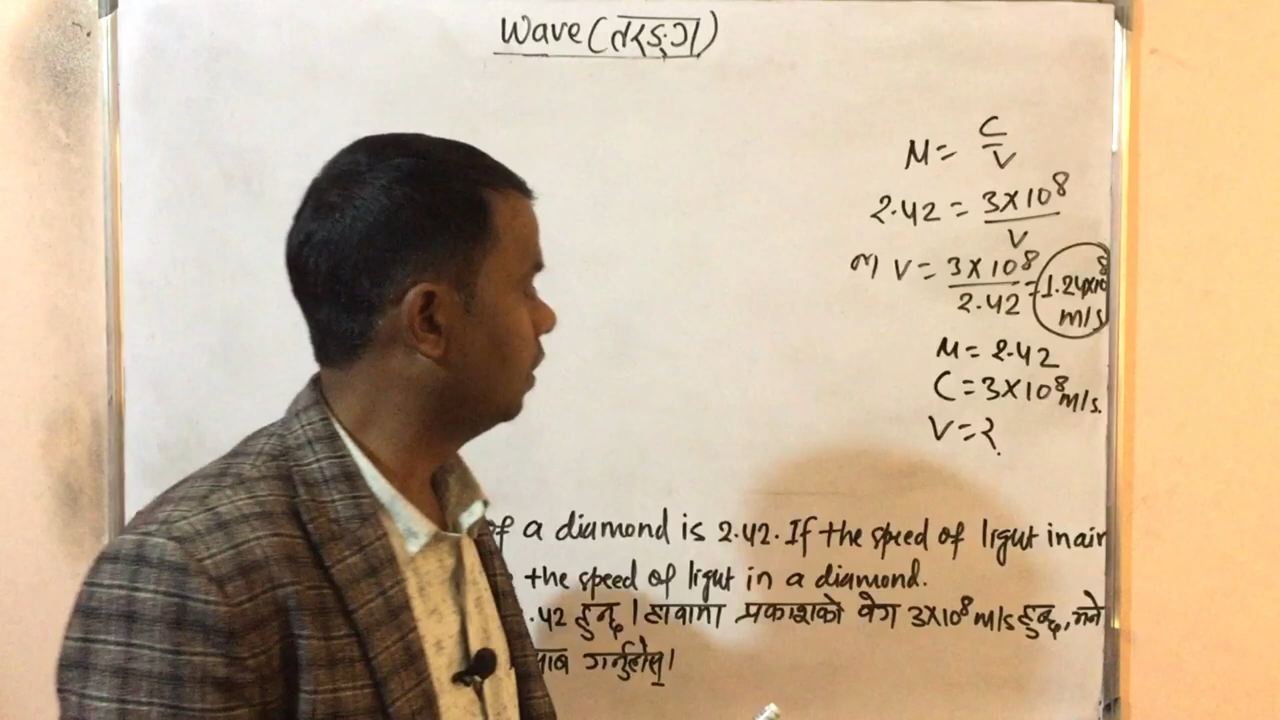 Wave (तरङ्ग)
μ = C/V
2.42 = 3×10⁸/V
V = 3×10⁸/2.42 = 1.24×10⁸ m/s
μ = 2.42
C = 3×10⁸ m/s.
V = ?
of a diamond is 2.42. If the speed of light in air
the speed of light in a diamond.
.42 हुन्छ । हावामा प्रकाशको वेग 3×10⁸ m/s हुन्छ, भने
गर्नुहोस् ।